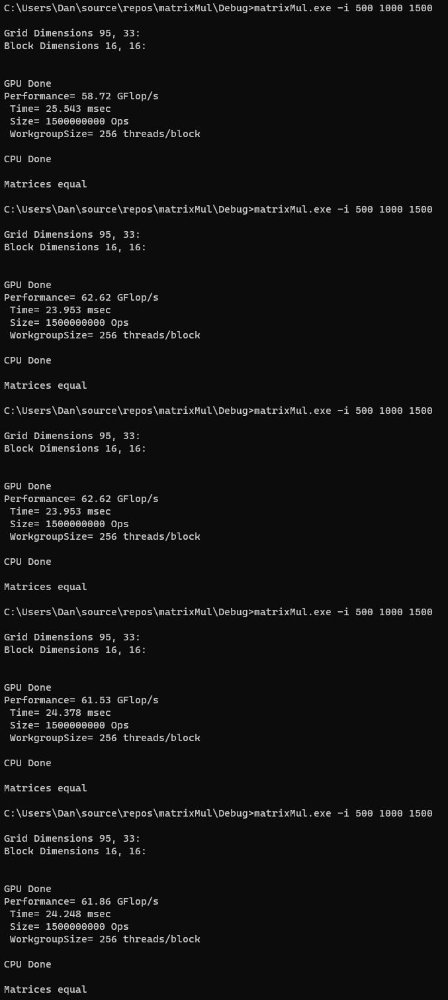 C:\Users\Dan\source\repos\matrixMul\Debug>matrixMul.exe -i 500 1000 1500
Grid Dimensions 95, 33:
Block Dimensions 16, 16:
GPU Done
Performance= 58.72 GFlop/s
Time= 25.543 msec
Size= 1500000000 Ops
WorkgroupSize= 256 threads/block
CPU Done
Matrices equal
C:\Users\Dan\source\repos\matrixMul\Debug>matrixMul.exe -i 500 1000 1500
Grid Dimensions 95, 33:
Block Dimensions 16, 16:
GPU Done
Performance= 62.62 GFlop/s
Time= 23.953 msec
Size= 1500000000 Ops
WorkgroupSize= 256 threads/block
CPU Done
Matrices equal
C:\Users\Dan\source\repos\matrixMul\Debug>matrixMul.exe -i 500 1000 1500
Grid Dimensions 95, 33:
Block Dimensions 16, 16:
GPU Done
Performance= 62.62 GFlop/s
Time= 23.953 msec
Size= 1500000000 Ops
WorkgroupSize= 256 threads/block
CPU Done
Matrices equal
C:\Users\Dan\source\repos\matrixMul\Debug>matrixMul.exe -i 500 1000 1500
Grid Dimensions 95, 33:
Block Dimensions 16, 16:
GPU Done
Performance= 61.53 GFlop/s
Time= 24.378 msec
Size= 1500000000 Ops
WorkgroupSize= 256 threads/block
CPU Done
Matrices equal
C:\Users\Dan\source\repos\matrixMul\Debug>matrixMul.exe -i 500 1000 1500
Grid Dimensions 95, 33:
Block Dimensions 16, 16:
GPU Done
Performance= 61.86 GFlop/s
Time= 24.248 msec
Size= 1500000000 Ops
WorkgroupSize= 256 threads/block
CPU Done
Matrices equal